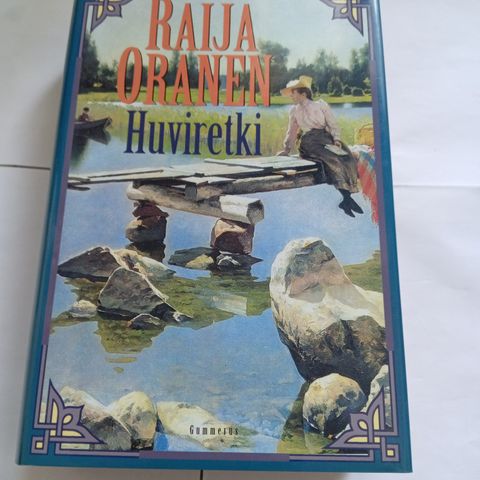 RAIJA
ORANEN
Huviretki
Gummerus